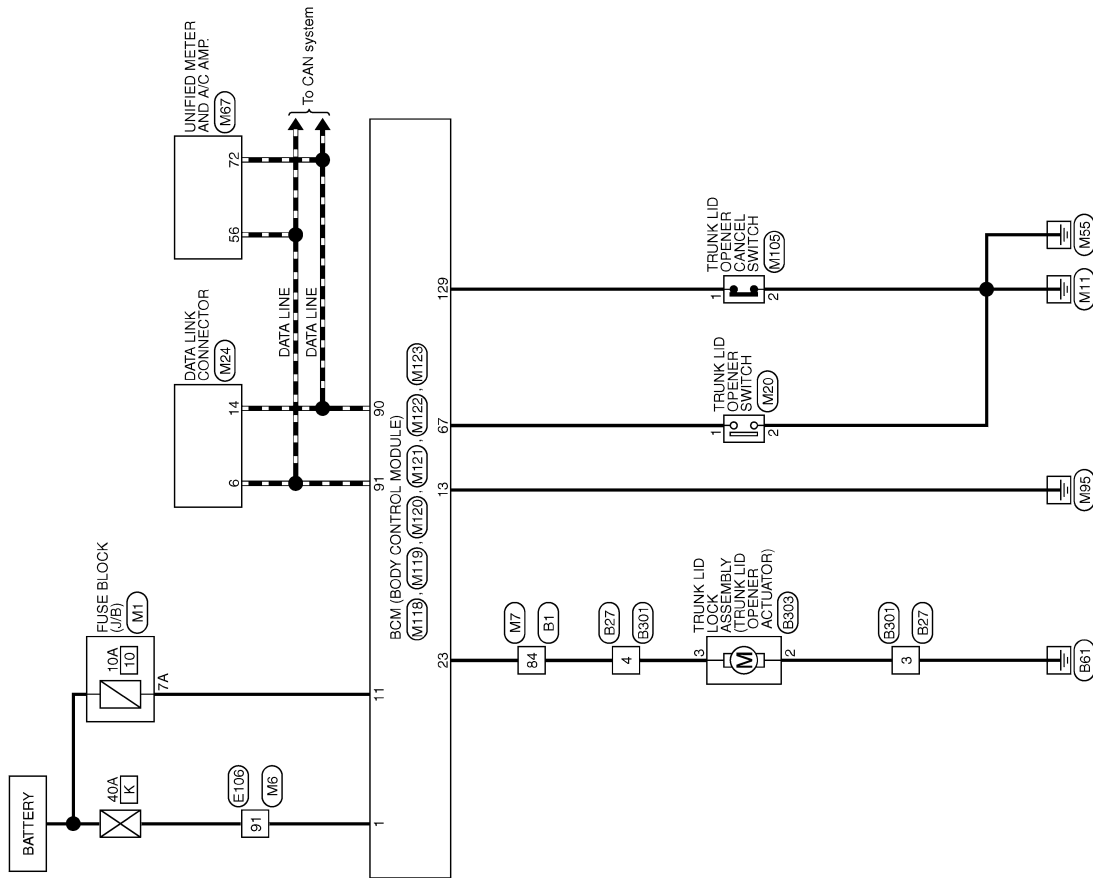 BATTERY
40A
K
E106
91
M6
1
FUSE BLOCK
(J/B)
M1
10A
10
7A
11
DATA LINK
CONNECTOR
M24
6
14
91
90
UNIFIED METER
AND A/C AMP.
M67
56
72
DATA LINE
DATA LINE
To CAN system
BCM (BODY CONTROL MODULE)
M118 , M119 , M120 , M121 , M122 , M123
23
13
67
129
M7
84
B1
B27
4
B301
TRUNK LID
LOCK
ASSEMBLY
(TRUNK LID
OPENER
ACTUATOR)
B303
3
M
2
B301
3
B27
B61
M95
TRUNK LID
OPENER
SWITCH
M20
1
2
TRUNK LID
OPENER
CANCEL
SWITCH
M105
1
2
M11
M55